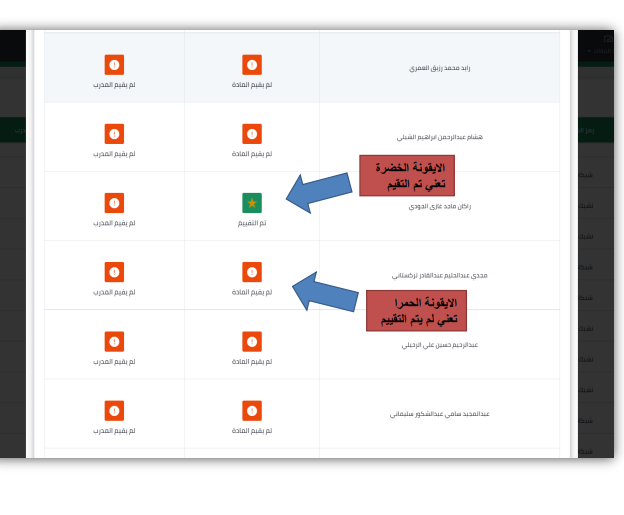 رايد محمد رزيق العمري
لم يقيم المادة
لم يقيم المدرب
هشام عبدالرحمن ابراهيم الشبلي
لم يقيم المادة
لم يقيم المدرب
الايقونة الخضرة
تعني تم التقيم
راكان ماجد غازي الجودي
تم التقييم
لم يقيم المدرب
مجدي عبدالحليم عبدالقادر تركستاني
لم يقيم المادة
لم يقيم المدرب
الايقونة الحمرا
تعني لم يتم التقييم
عبدالرحيم حسين علي الرحيلي
لم يقيم المادة
لم يقيم المدرب
عبدالمجيد سامي عبدالشكور سليماني
لم يقيم المادة
لم يقيم المدرب